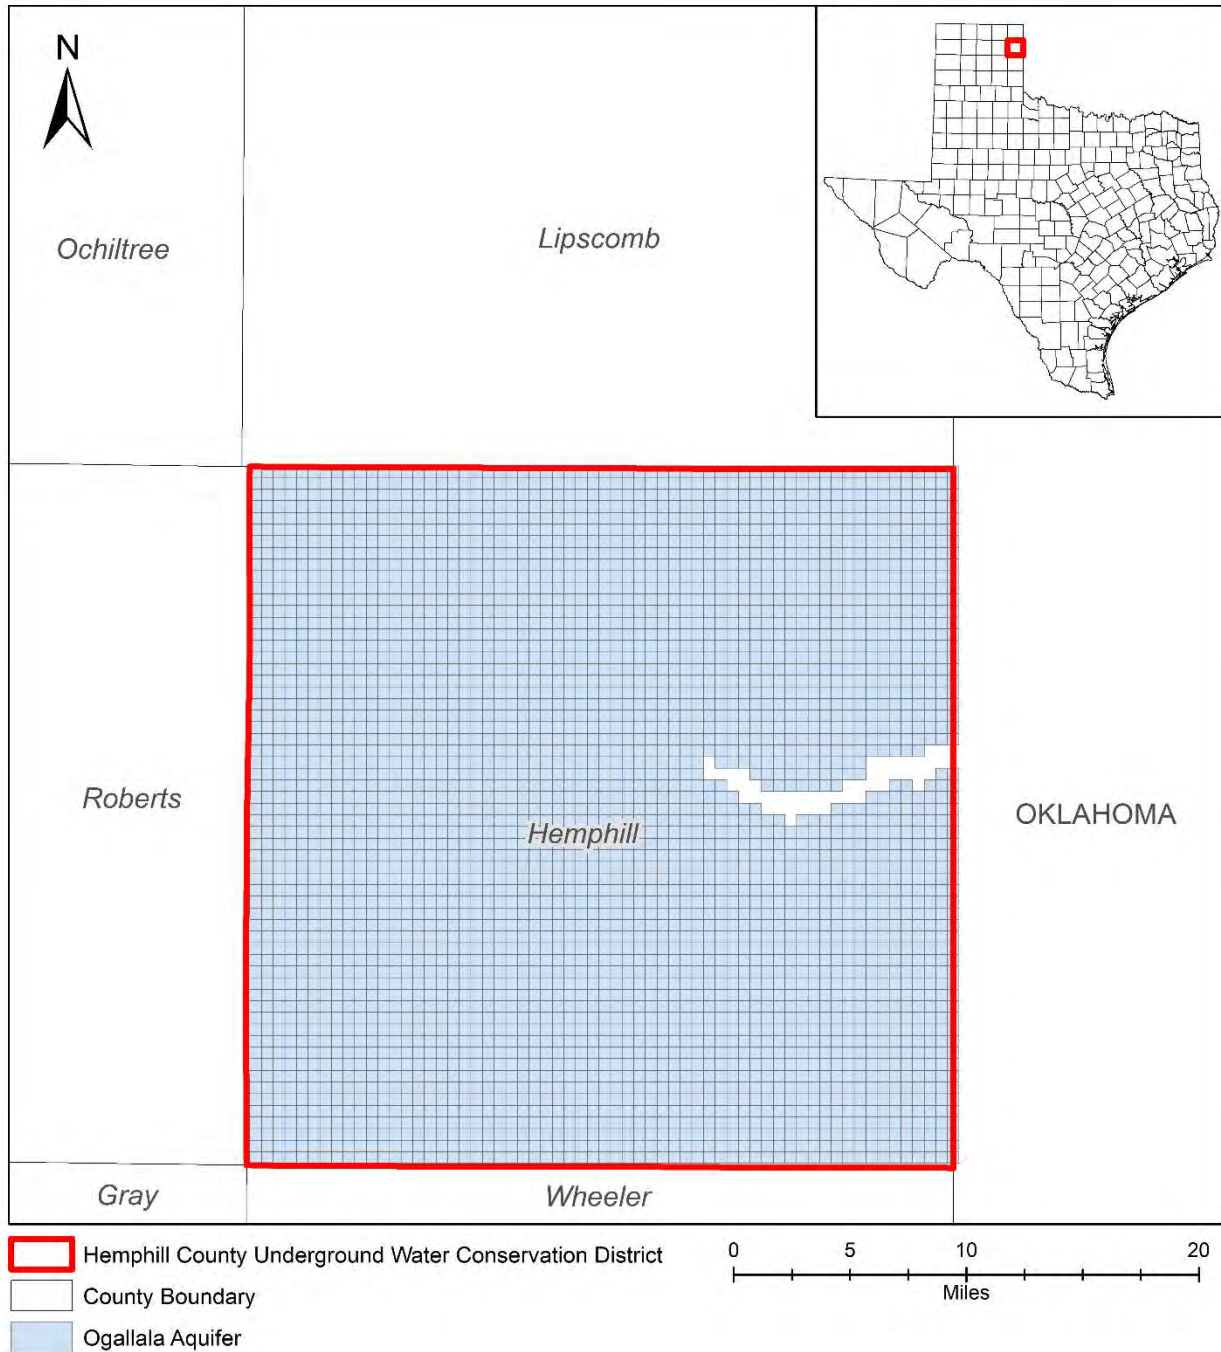 N
Ochiltree
Lipscomb
Roberts
Hemphill
OKLAHOMA
Gray
Wheeler
Hemphill County Underground Water Conservation District
County Boundary
Ogallala Aquifer
0 5 10 20
Miles